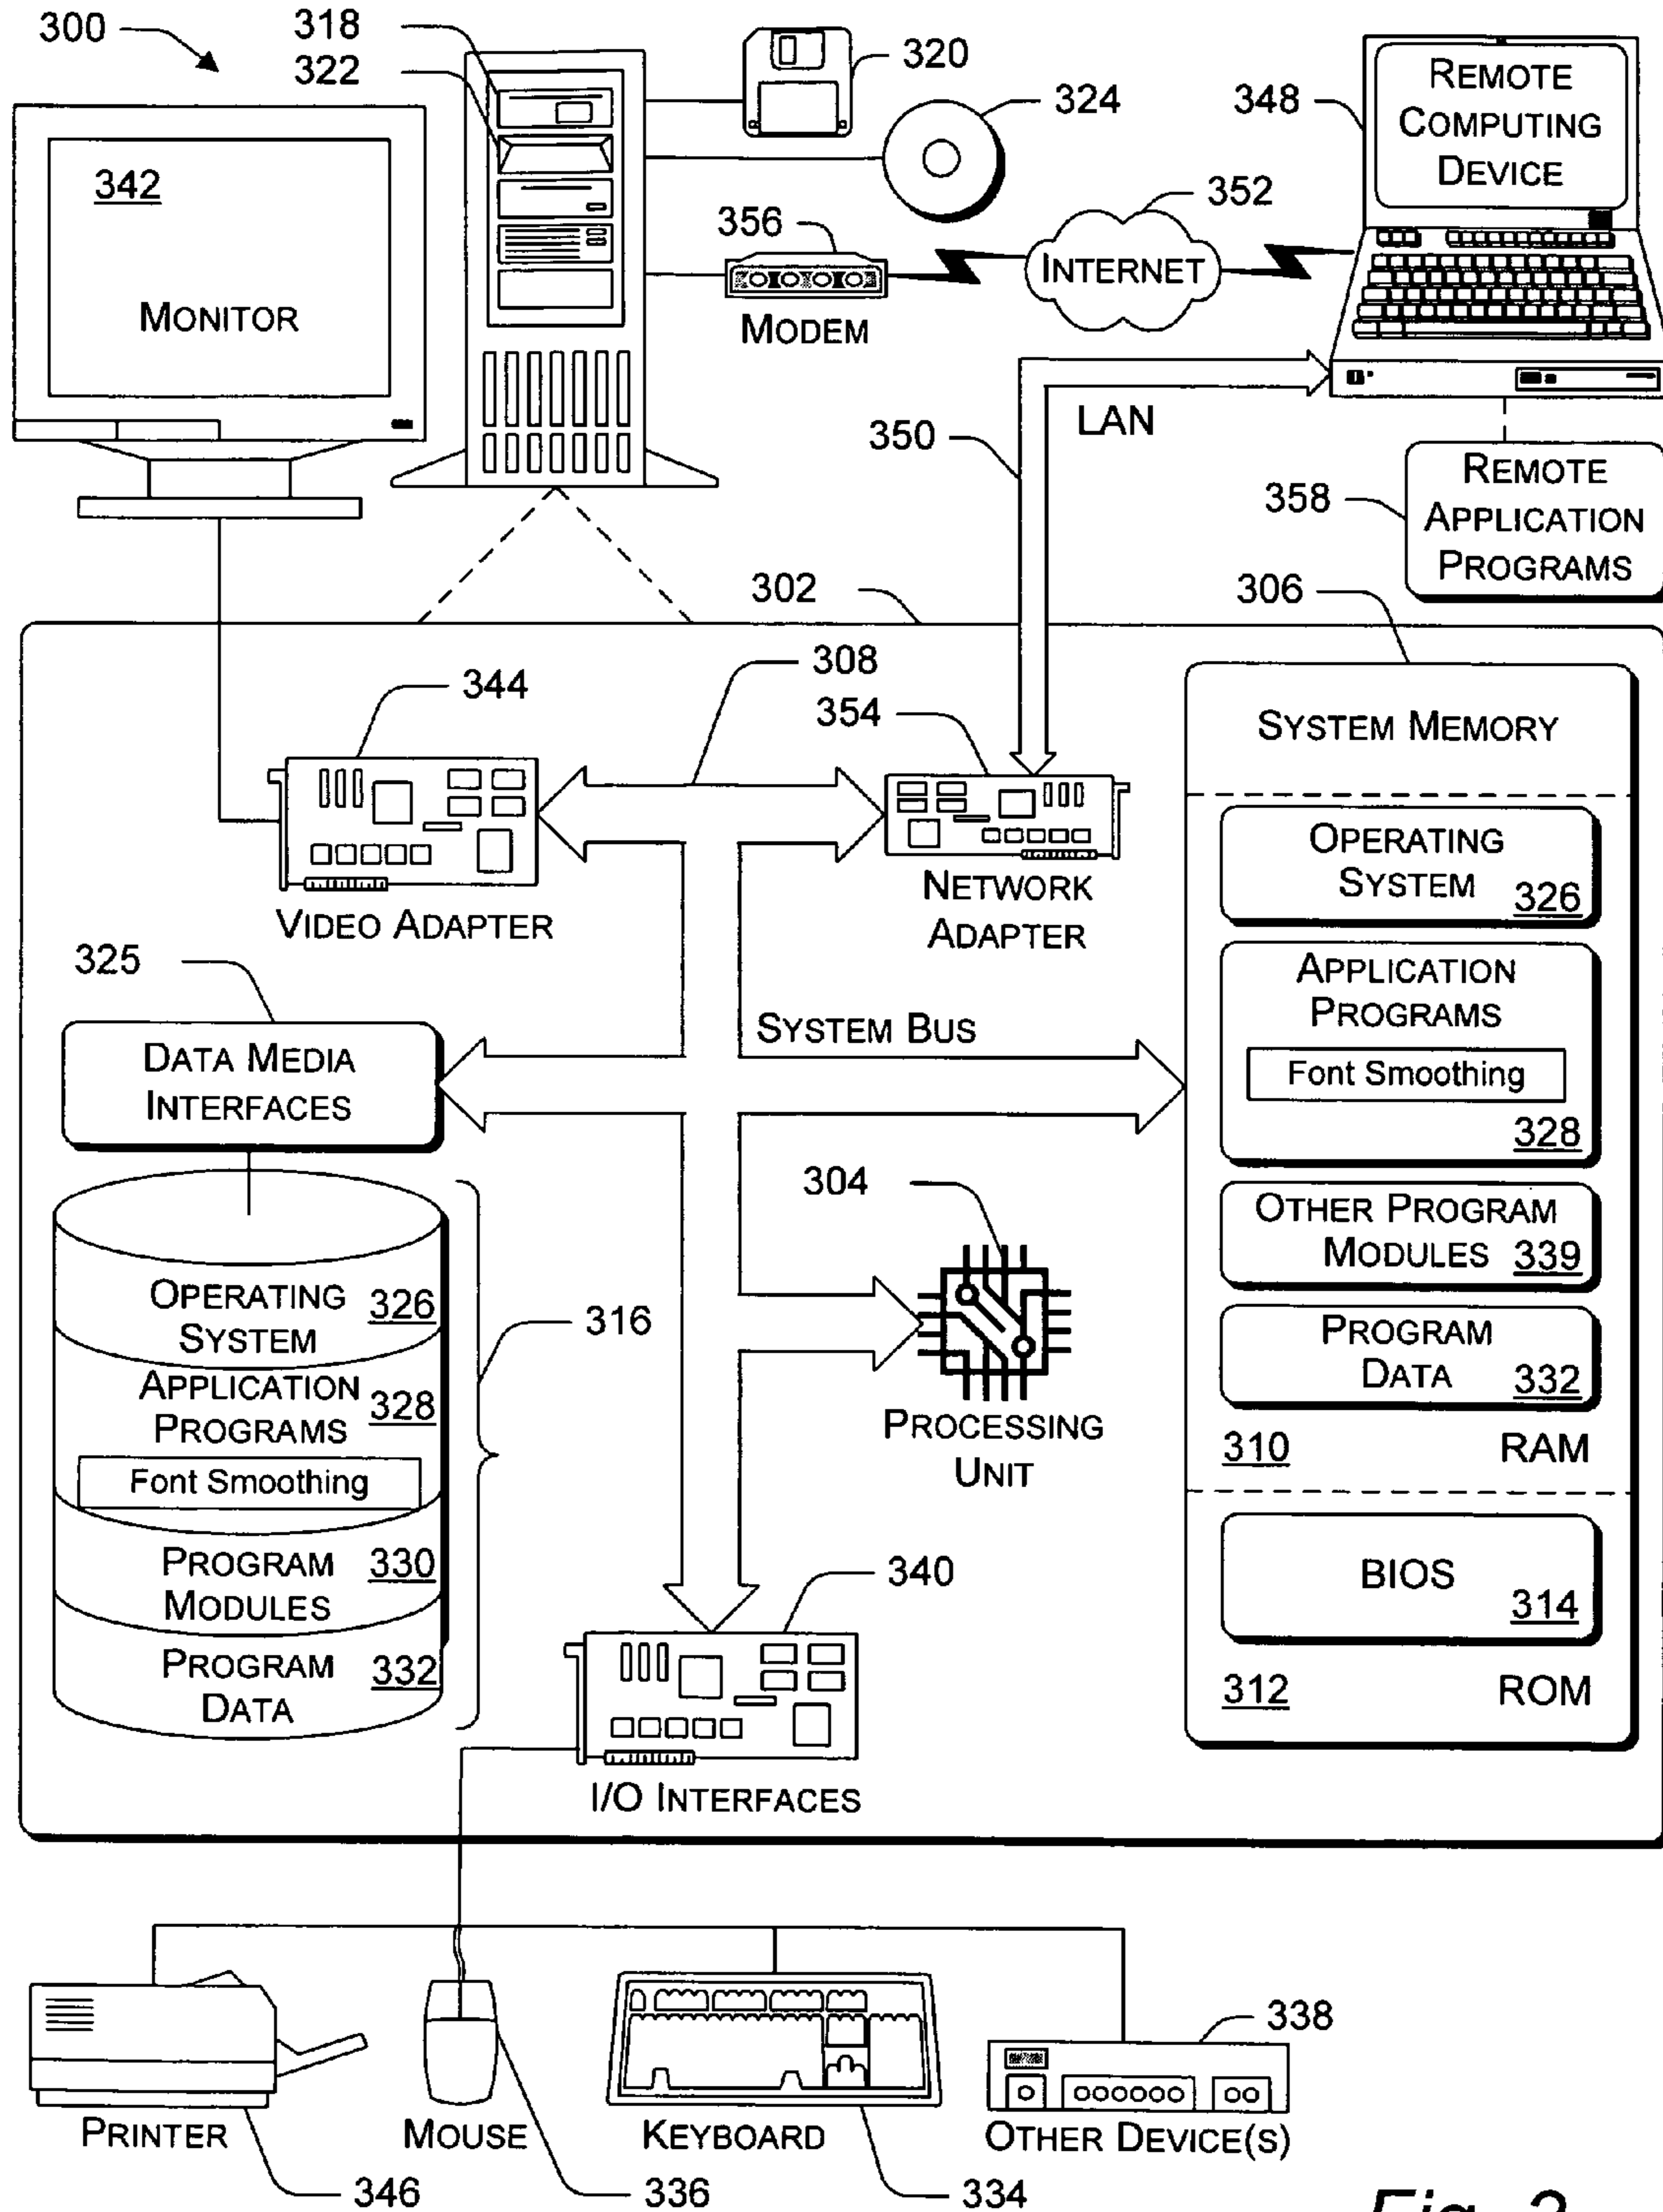 300
318
322
320
324
348
REMOTE
COMPUTING
DEVICE
342
MONITOR
356
MODEM
352
INTERNET
350
LAN
358
REMOTE
APPLICATION
PROGRAMS
302
306
308
344
VIDEO ADAPTER
354
NETWORK
ADAPTER
SYSTEM MEMORY
OPERATING
SYSTEM 326
APPLICATION
PROGRAMS
Font Smoothing
328
OTHER PROGRAM
MODULES 339
PROGRAM
DATA 332
310 RAM
BIOS
314
312 ROM
325
DATA MEDIA
INTERFACES
SYSTEM BUS
304
PROCESSING
UNIT
316
OPERATING
SYSTEM 326
APPLICATION
PROGRAMS 328
Font Smoothing
PROGRAM
MODULES 330
PROGRAM
DATA 332
340
I/O INTERFACES
PRINTER
346
MOUSE
336
KEYBOARD
334
338
OTHER DEVICE(S)